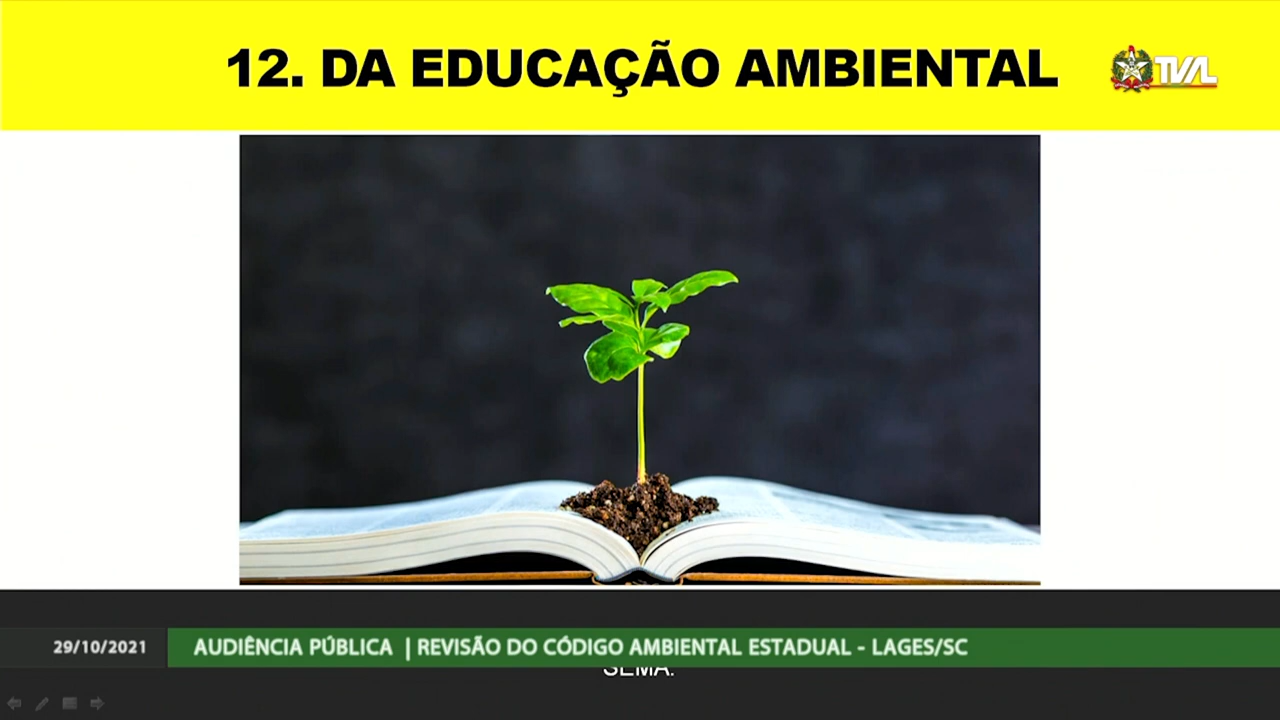 12. DA EDUCAÇÃO AMBIENTAL
TVAL
29/10/2021
AUDIÊNCIA PÚBLICA | REVISÃO DO CÓDIGO AMBIENTAL ESTADUAL - LAGES/SC
SEMA.